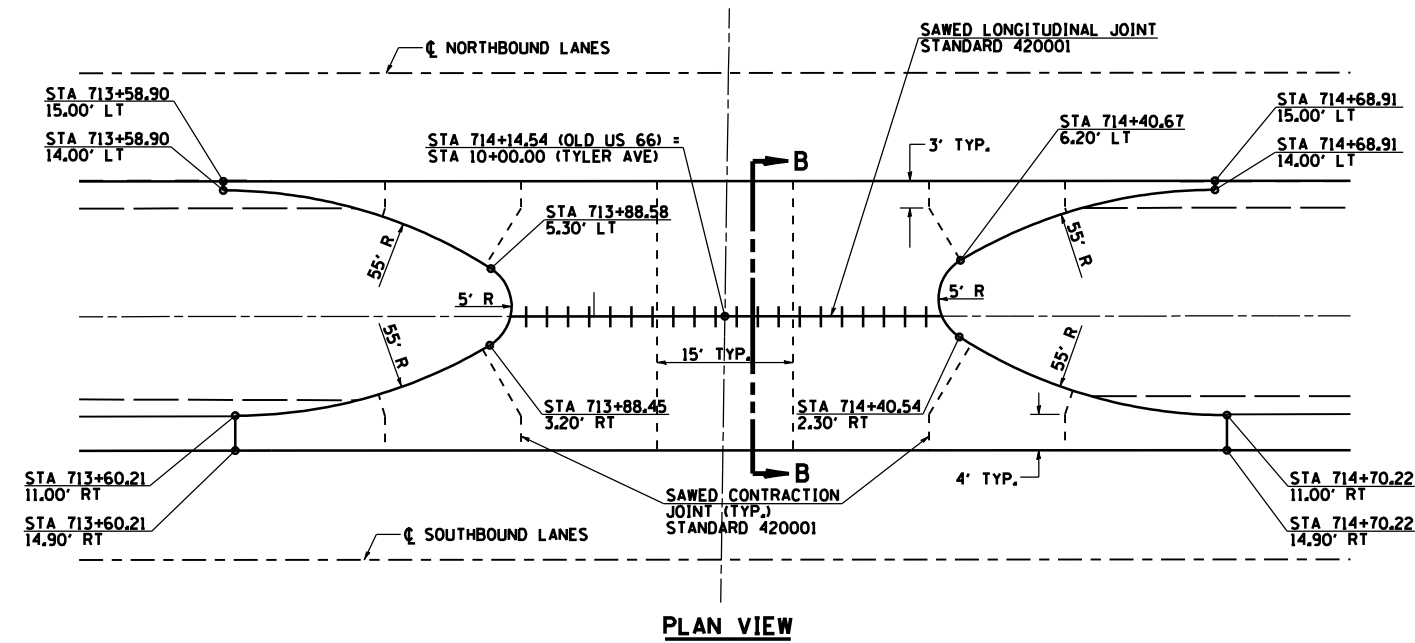 ℄ NORTHBOUND LANES
SAWED LONGITUDINAL JOINT
STANDARD 420001
STA 713+58.90
15.00' LT
STA 713+58.90
14.00' LT
STA 714+14.54 (OLD US 66) =
STA 10+00.00 (TYLER AVE)
B
3' TYP.
STA 714+40.67
6.20' LT
STA 714+68.91
15.00' LT
STA 714+68.91
14.00' LT
STA 713+88.58
5.30' LT
55' R
55' R
5' R
5' R
55' R
55' R
15' TYP.
STA 713+88.45
3.20' RT
STA 714+40.54
2.30' RT
B
4' TYP.
STA 713+60.21
11.00' RT
STA 713+60.21
14.90' RT
SAWED CONTRACTION
JOINT (TYP.)
STANDARD 420001
STA 714+70.22
11.00' RT
STA 714+70.22
14.90' RT
℄ SOUTHBOUND LANES
PLAN VIEW